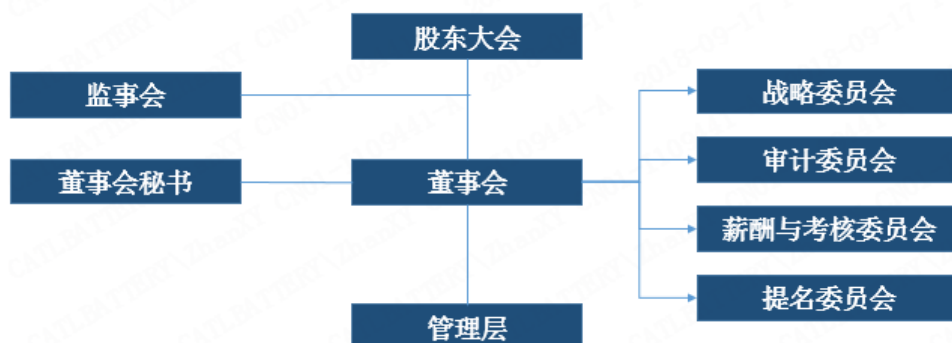 股东大会
监事会
战略委员会
审计委员会
董事会秘书
董事会
薪酬与考核委员会
提名委员会
管理层